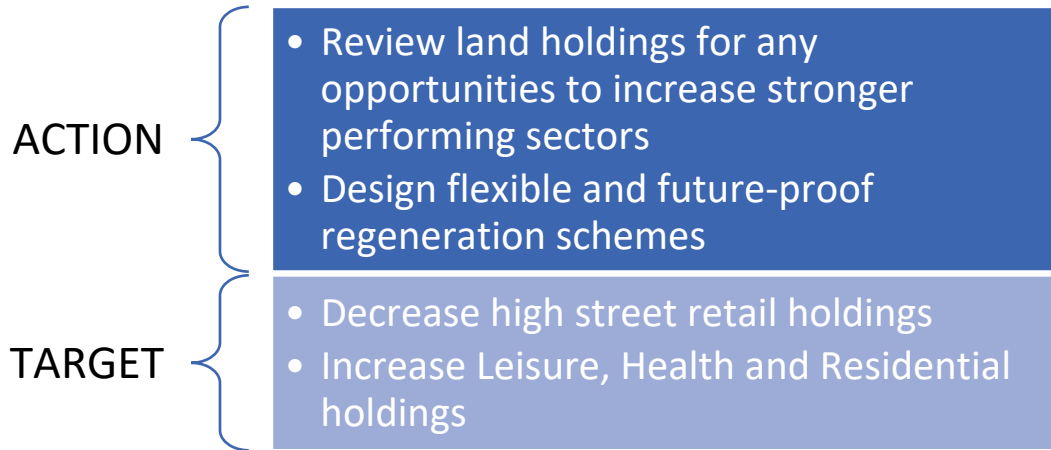 ACTION
• Review land holdings for any
opportunities to increase stronger
performing sectors
• Design flexible and future-proof
regeneration schemes
TARGET
• Decrease high street retail holdings
• Increase Leisure, Health and Residential
holdings